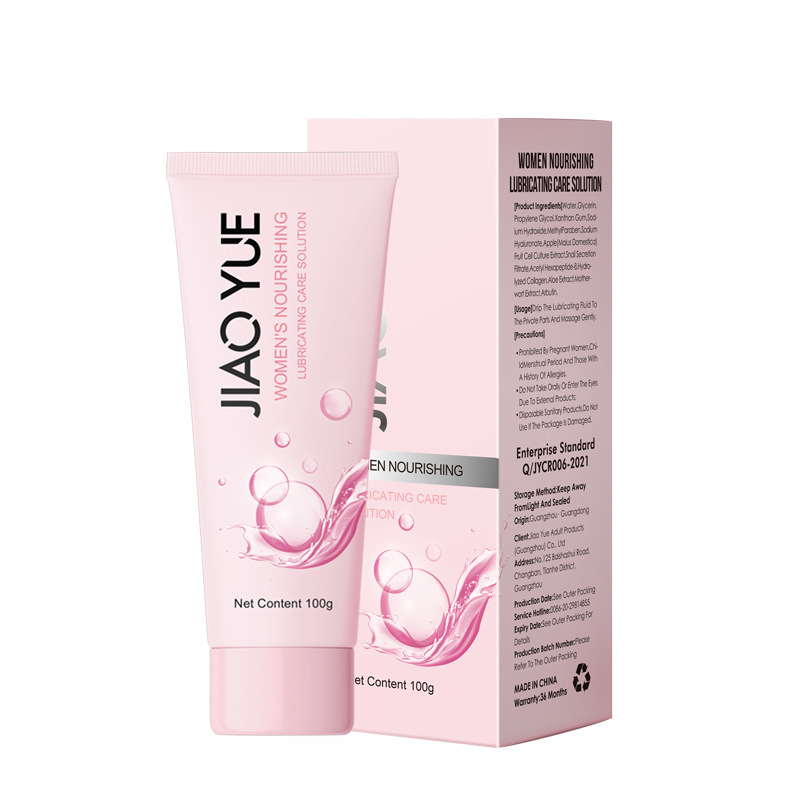 JIAO YUE
WOMEN'S NOURISHING
LUBRICATING CARE SOLUTION
Net Content 100g
JIAO
EN NOURISHING
ICATING CARE
UTION
et Content 100g
WOMEN NOURISHING
LUBRICATING CARE SOLUTION
[Product Ingredients]Water,Glycerin,
Propylene Glycol,Xanthan Gum,Sod-
ium Hydroxide,MethylParaben,Sodium
Hyaluronate,Apple(Malus Domestica)
Fruit Cell Culture Extract,Snail Secretion
Filtrate,Acetyl Hexapeptide-8,Hydro-
lyzed Collagen,Aloe Extract,Mother-
wort Extract,Arbutin.
[Usage]Drip The Lubricating Fluid To
The Private Parts And Massage Gently.
[Precautions]
•Prohibited By Pregnant Women,Chi-
ldMenstrual Period And Those With
A History Of Allergies.
•Do Not Take Orally Or Enter The Eyes
Due To External Products;
•Disposable Sanitary Products,Do Not
Use If The Package Is Damaged.
Enterprise Standard
Q/JYCR006-2021
Storage Method:Keep Away
FromLight And Sealed
Origin:Guangzhou · Guangdong
Client:Jiao Yue Adult Products
(Guangzhou) Co., Ltd
Address:No.125 Baishashui Road,
Changban, Tianhe District,
Guangzhou
Production Date:See Outer Packing
Service Hotline:0086-20-29814855
Expiry Date:See Outer Packing For
Details
Production Batch Number:Please
Refer To The Outer Packing
MADE IN CHINA
Warranty:36 Months